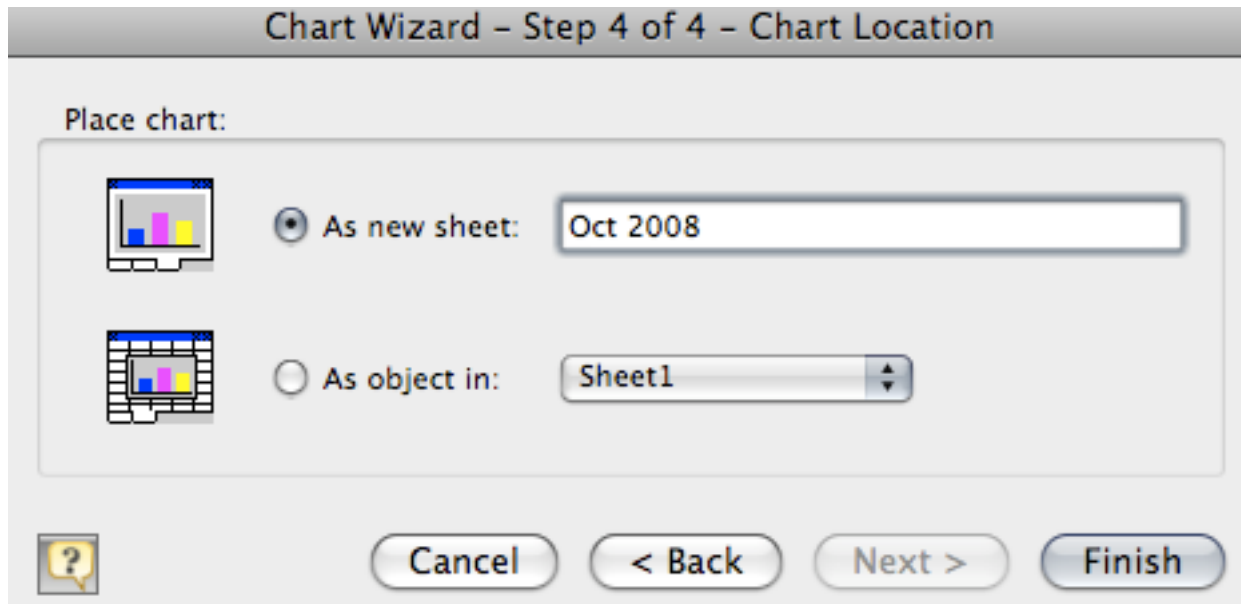 Chart Wizard – Step 4 of 4 – Chart Location
Place chart:
As new sheet: Oct 2008
As object in: Sheet1
? Cancel < Back Next > Finish